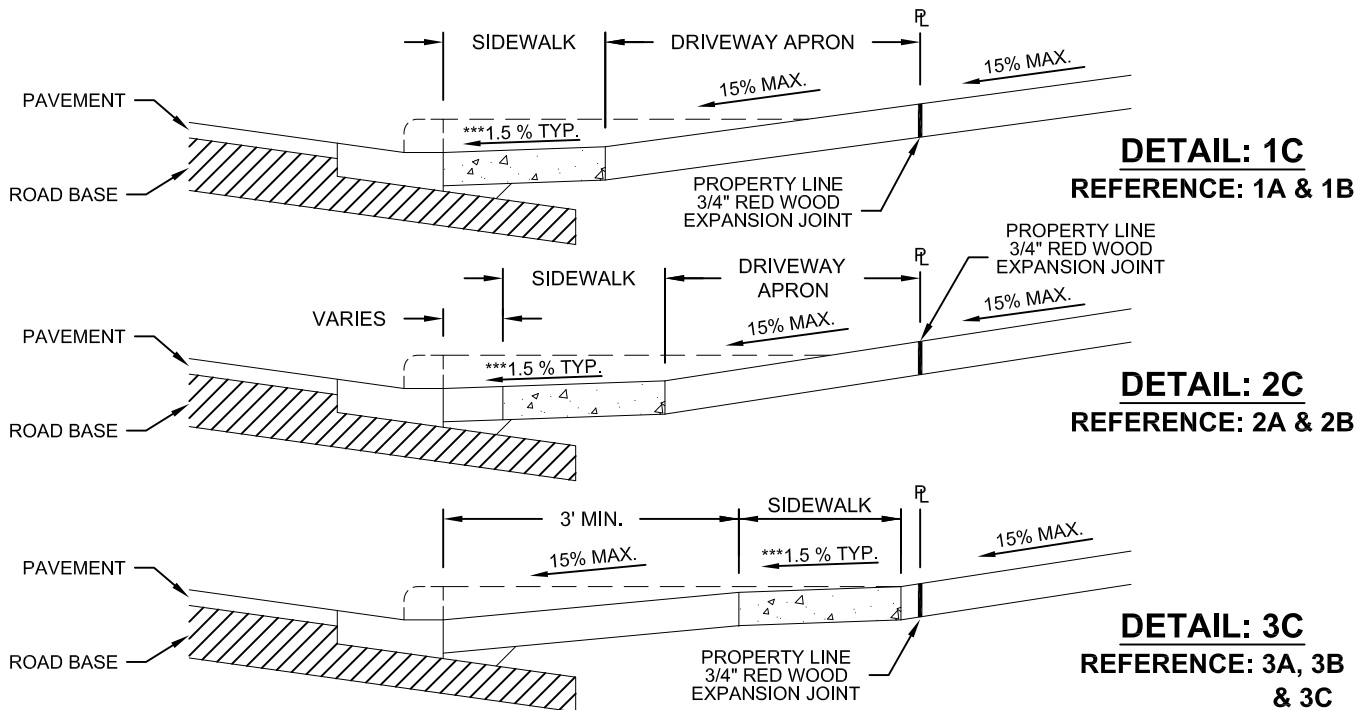 ℄
SIDEWALK
DRIVEWAY APRON
15% MAX.
15% MAX.
PAVEMENT
***1.5 % TYP.
ROAD BASE
PROPERTY LINE
3/4" RED WOOD
EXPANSION JOINT
DETAIL: 1C
REFERENCE: 1A & 1B
℄
PROPERTY LINE
3/4" RED WOOD
EXPANSION JOINT
SIDEWALK
DRIVEWAY
APRON
VARIES
15% MAX.
15% MAX.
PAVEMENT
***1.5 % TYP.
ROAD BASE
DETAIL: 2C
REFERENCE: 2A & 2B
℄
3' MIN.
SIDEWALK
15% MAX.
***1.5 % TYP.
15% MAX.
PAVEMENT
ROAD BASE
PROPERTY LINE
3/4" RED WOOD
EXPANSION JOINT
DETAIL: 3C
REFERENCE: 3A, 3B
& 3C